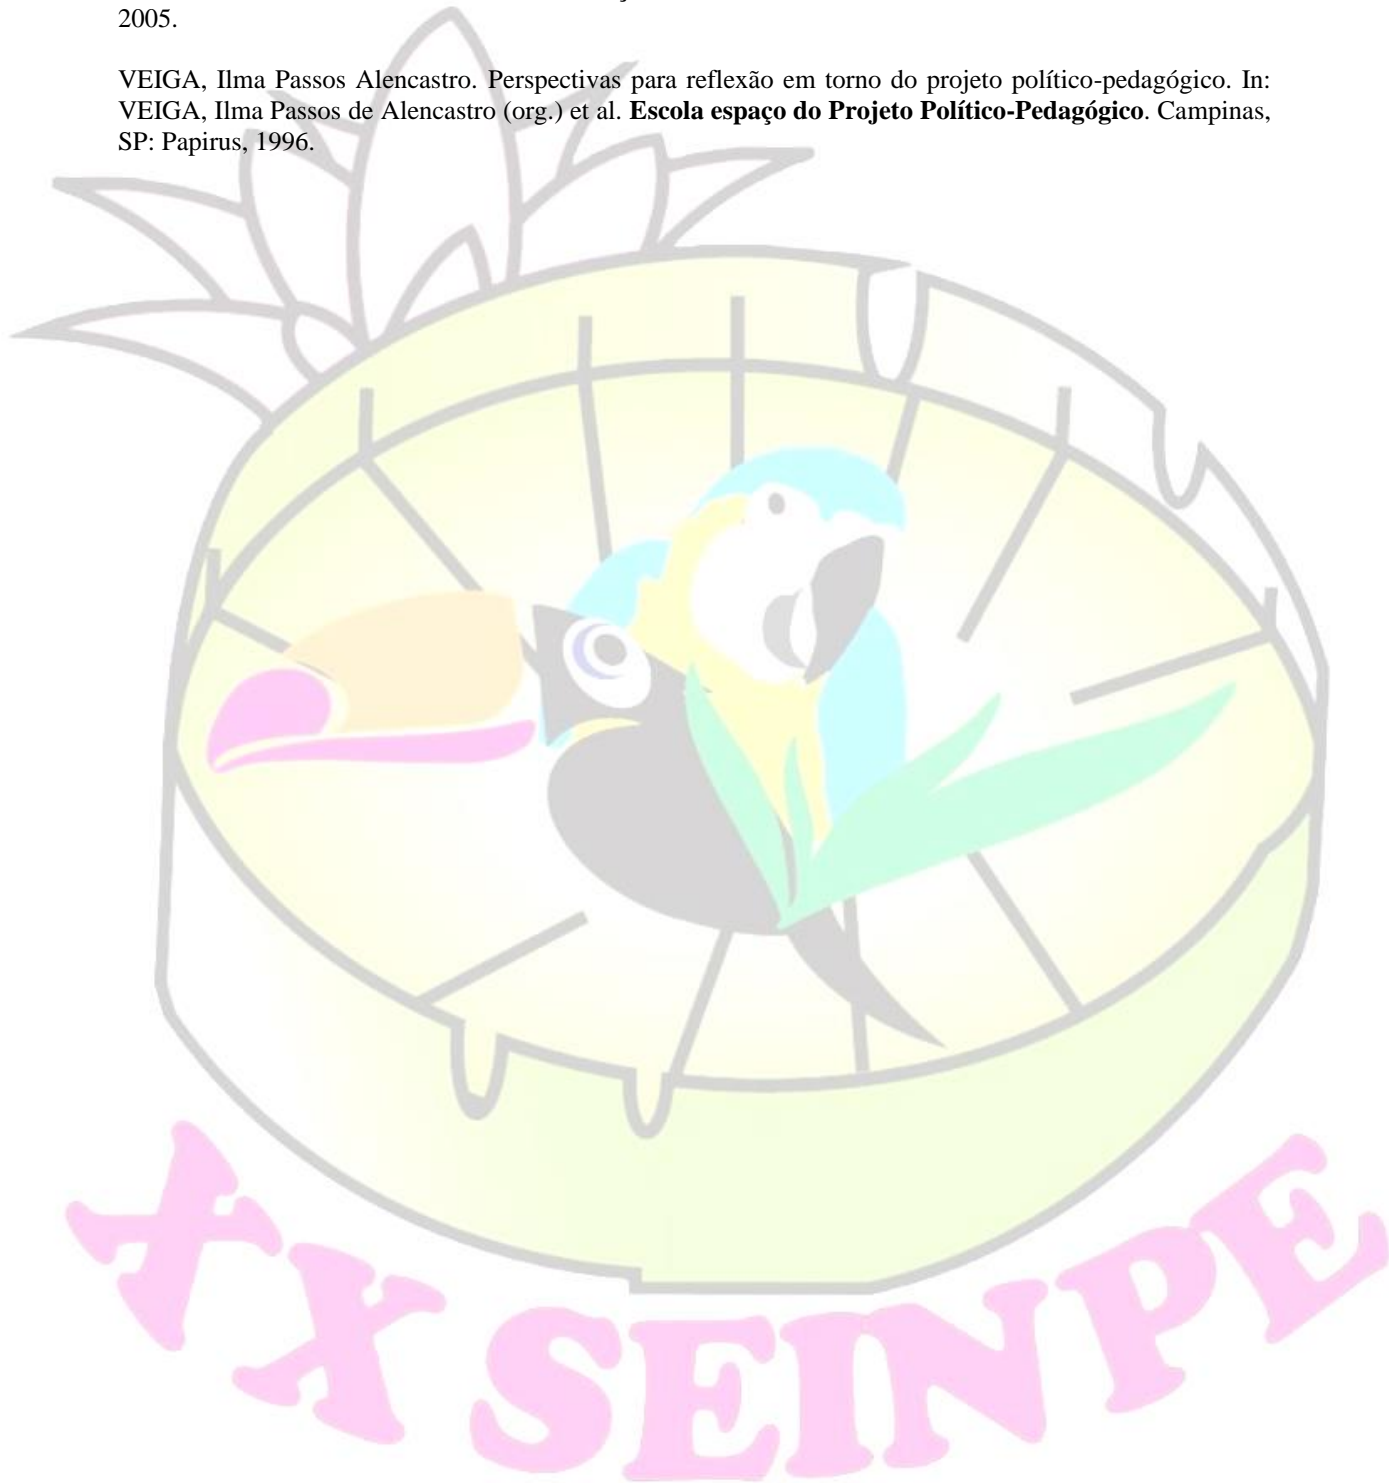 2005.
VEIGA, Ilma Passos Alencastro. Perspectivas para reflexão em torno do projeto político-pedagógico. In:
VEIGA, Ilma Passos de Alencastro (org.) et al. Escola espaço do Projeto Político-Pedagógico. Campinas,
SP: Papirus, 1996.
XX SEINPE